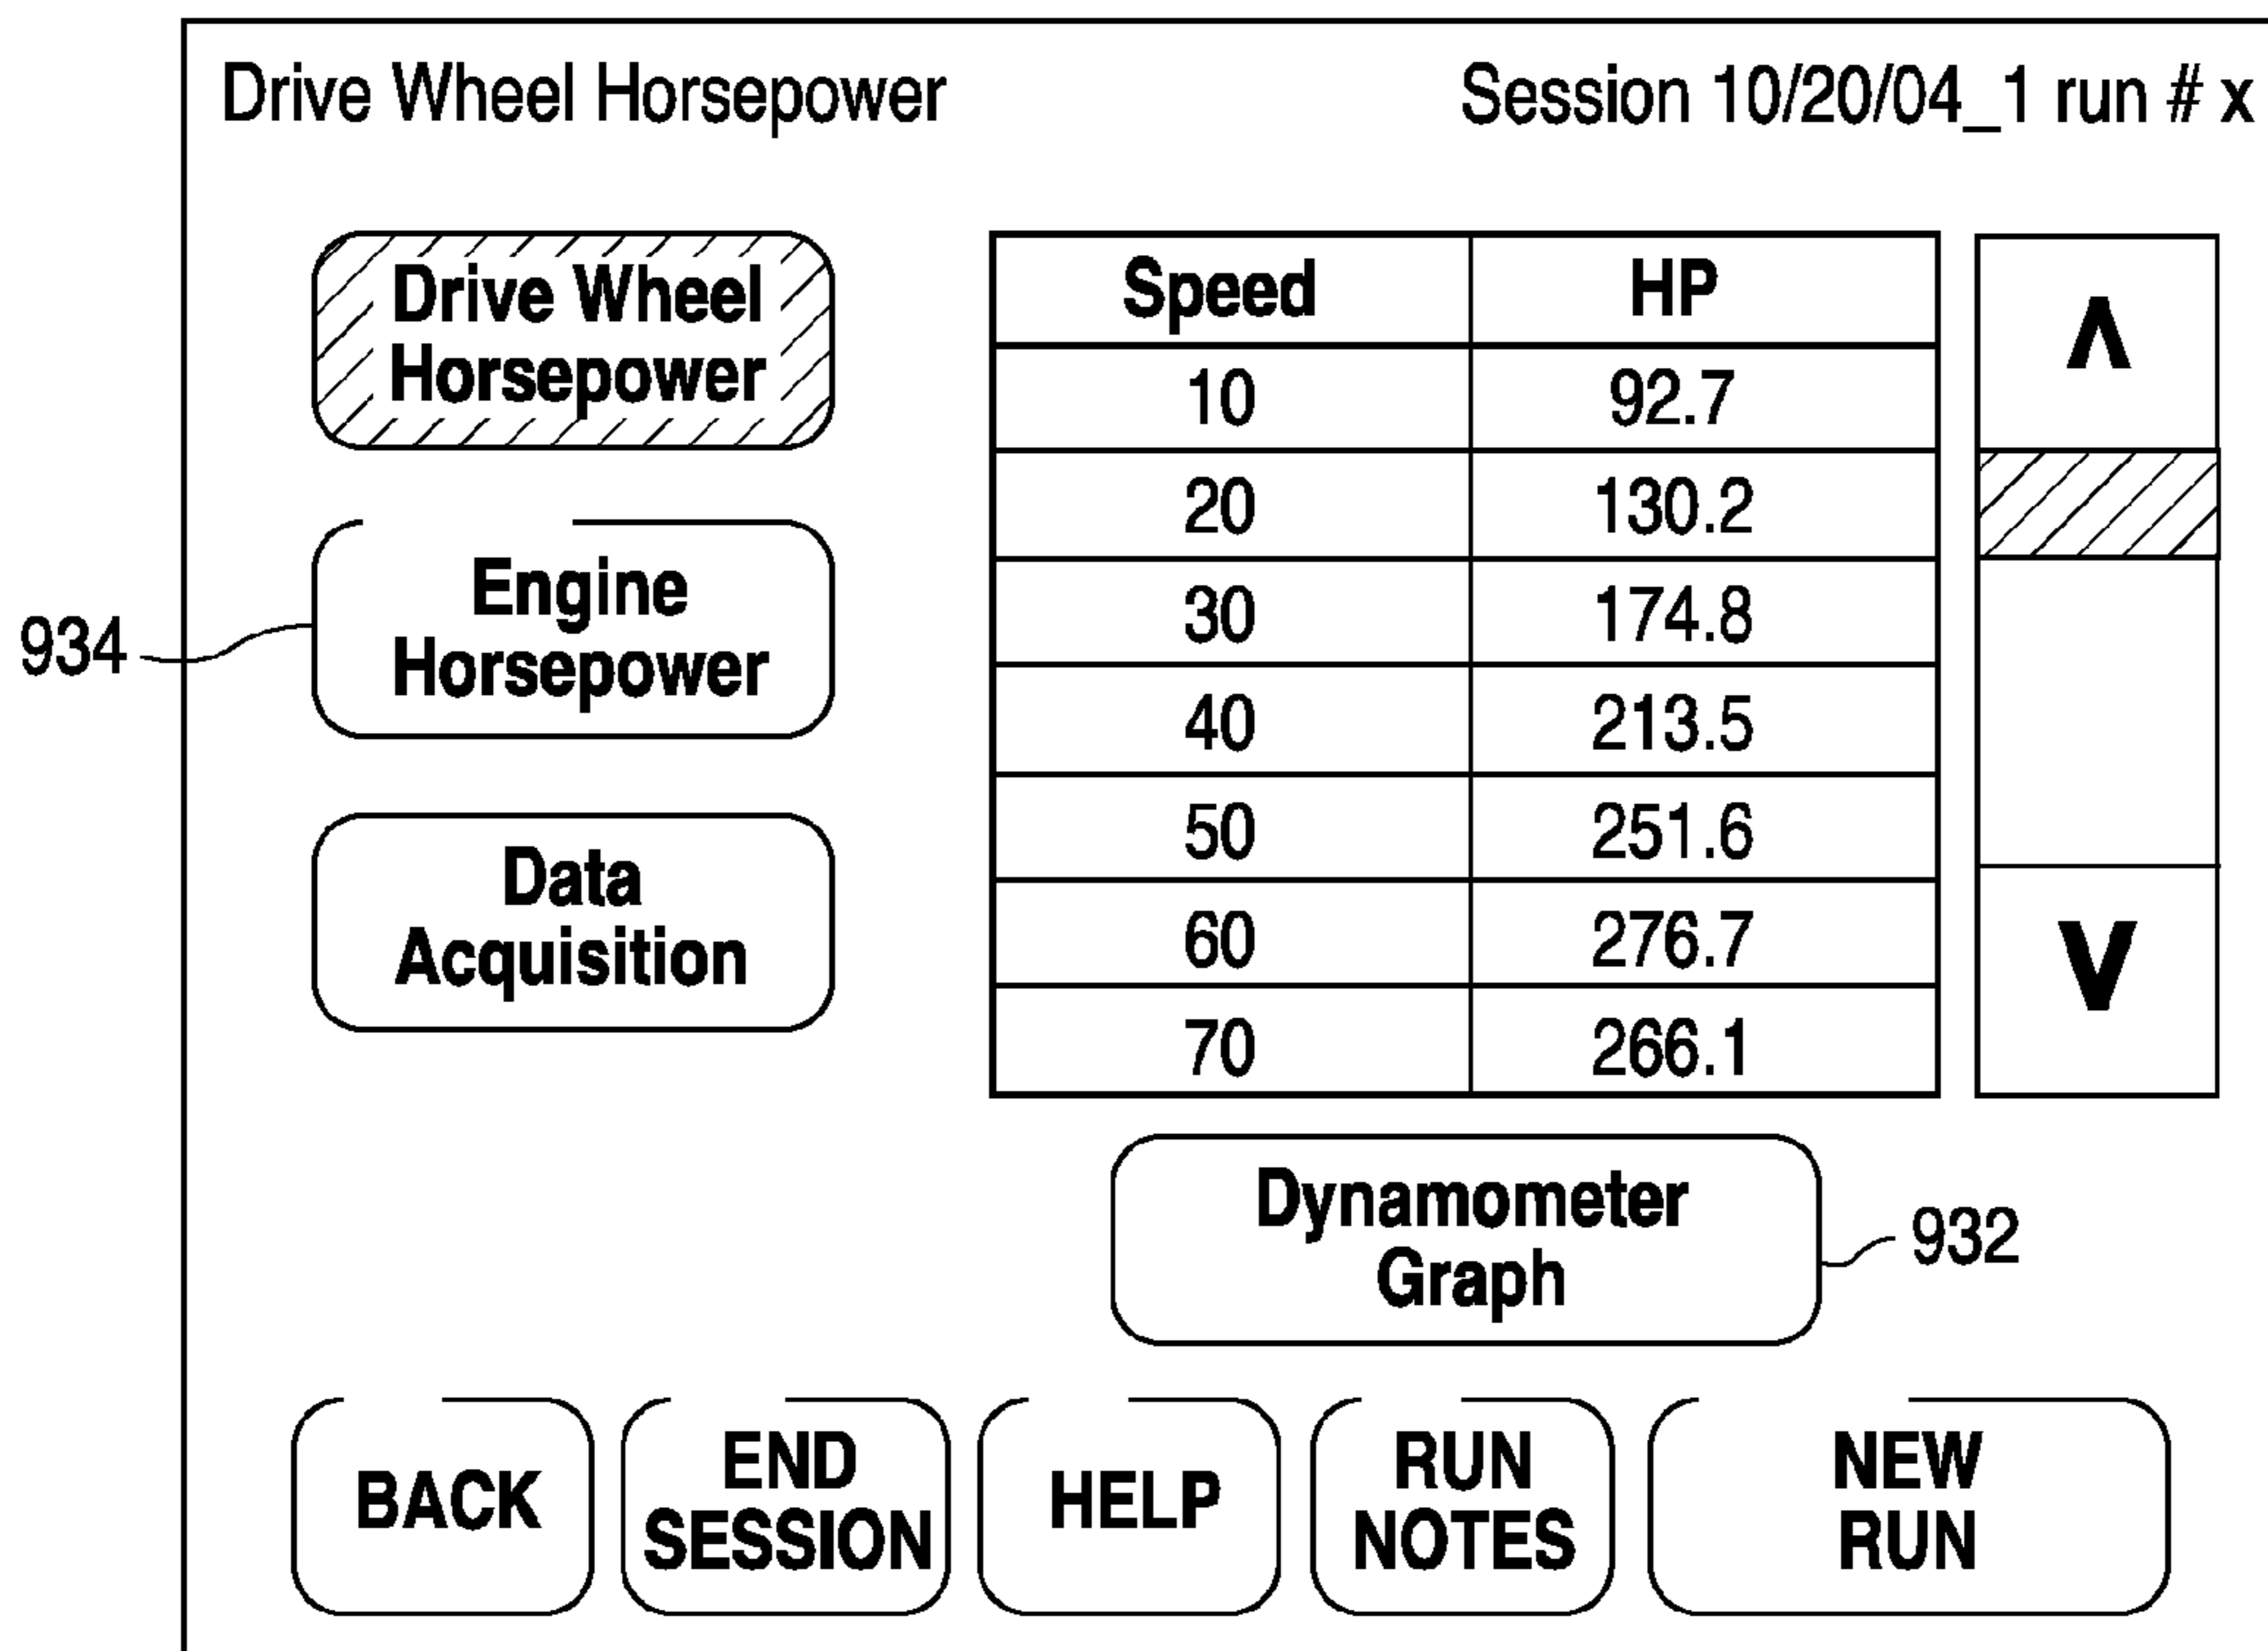 Drive Wheel Horsepower
Session 10/20/04_1 run # x
Drive Wheel
Horsepower
934
Engine
Horsepower
Data
Acquisition
Speed HP
10 92.7
20 130.2
30 174.8
40 213.5
50 251.6
60 276.7
70 266.1
Λ
V
Dynamometer
Graph
932
BACK
END
SESSION
HELP
RUN
NOTES
NEW
RUN